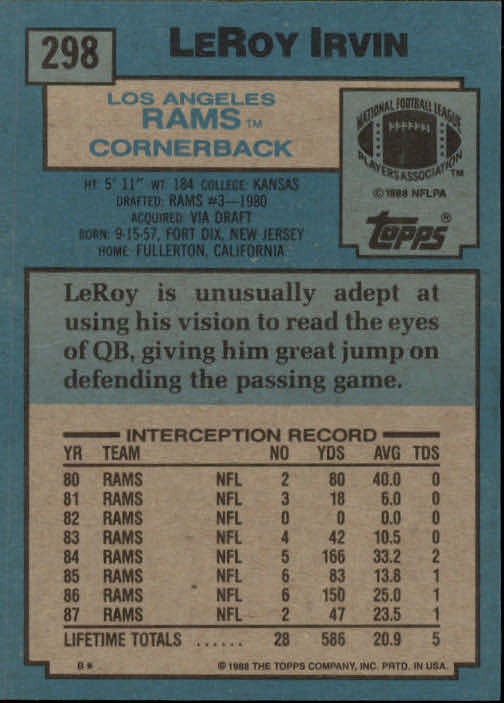 298
LEROY IRVIN
LOS ANGELES
RAMS™
CORNERBACK
NATIONAL FOOTBALL LEAGUE
PLAYERS ASSOCIATION™
© 1988 NFLPA
TOPPS®
HT: 5' 11" WT: 184 COLLEGE: KANSAS
DRAFTED: RAMS #3—1980
ACQUIRED: VIA DRAFT
BORN: 9-15-57, FORT DIX, NEW JERSEY
HOME: FULLERTON, CALIFORNIA
LeRoy is unusually adept at
using his vision to read the eyes
of QB, giving him great jump on
defending the passing game.
INTERCEPTION RECORD
YR TEAM NO YDS AVG TDS
80 RAMS NFL 2 80 40.0 0
81 RAMS NFL 3 18 6.0 0
82 RAMS NFL 0 0 0.0 0
83 RAMS NFL 4 42 10.5 0
84 RAMS NFL 5 166 33.2 2
85 RAMS NFL 6 83 13.8 1
86 RAMS NFL 6 150 25.0 1
87 RAMS NFL 2 47 23.5 1
LIFETIME TOTALS ...... 28 586 20.9 5
B* © 1988 THE TOPPS COMPANY, INC. PRTD. IN USA.